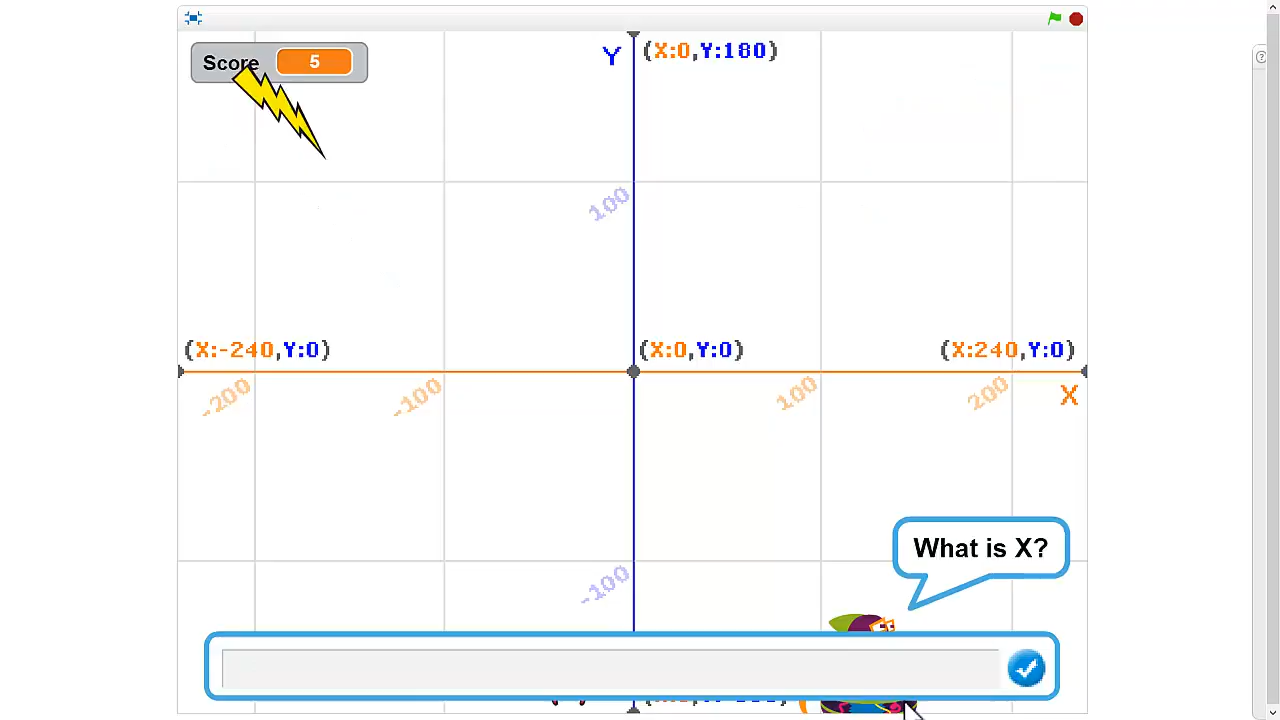 Score 5
Y (X:0,Y:180)
100
(X:-240,Y:0) (X:0,Y:0) (X:240,Y:0)
-200 -100 100 200 X
What is X?
-100